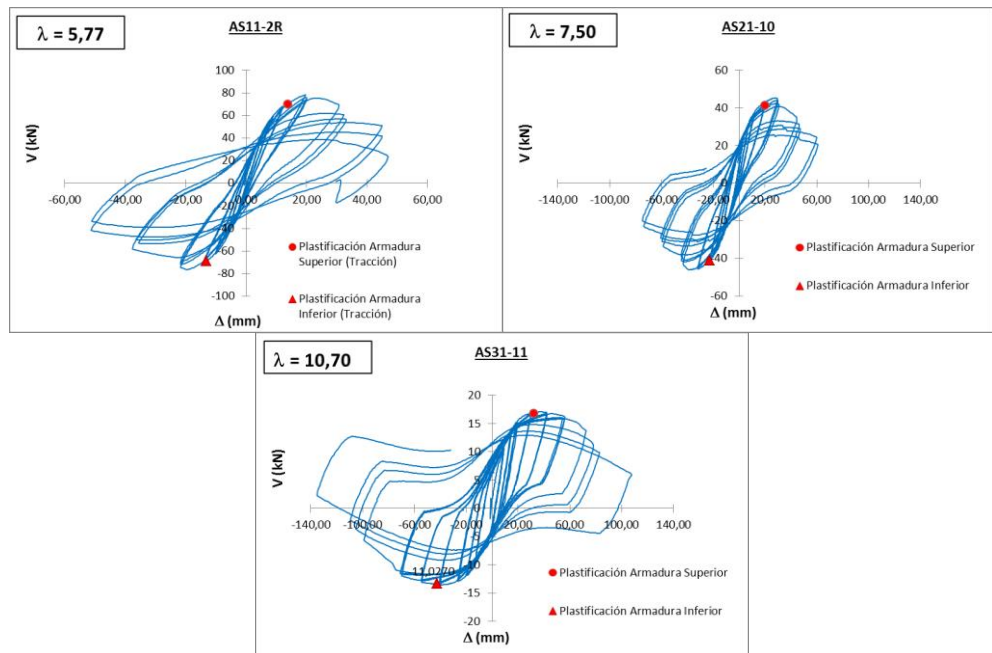 λ = 5,77
AS11-2R
V (kN)
100
80
60
40
20
0
-20
-40
-60
-80
-100
-60,00 -40,00 -20,00 0,00 20,00 40,00 60,00
Plastificación Armadura
Superior (Tracción)
Plastificación Armadura
Inferior (Tracción)
Δ (mm)
λ = 7,50
AS21-10
V (kN)
60
40
20
0
-20
-40
-60
-140,00 -100,00 -60,00 -20,00 20,00 60,00 100,00 140,00
Plastificación Armadura Superior
Plastificación Armadura Inferior
Δ (mm)
λ = 10,70
AS31-11
V (kN)
20
15
10
5
0
-5
-10
-15
-20
-140,00 -100,00 -60,00 -20,00 20,00 60,00 100,00 140,00
Plastificación Armadura Superior
Plastificación Armadura Inferior
Δ (mm)